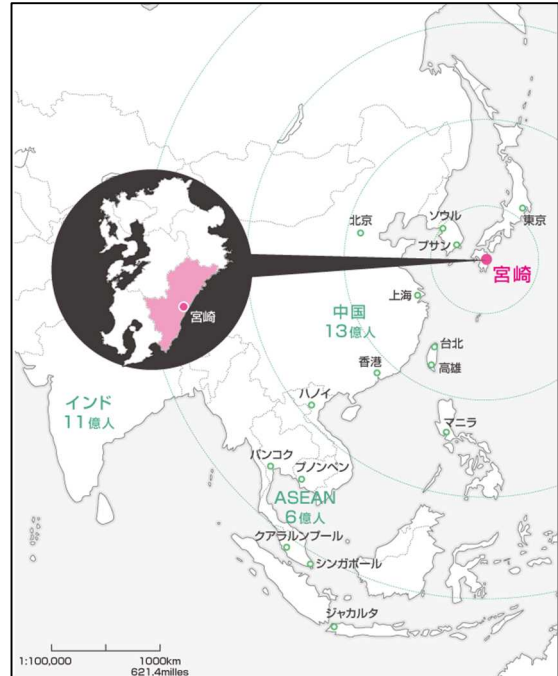 北京
ソウル
プサン
東京
宮崎
宮崎
上海
中国
13億人
台北
高雄
香港
インド
11億人
ハノイ
マニラ
バンコク
プノンペン
ASEAN
6億人
クアラルンプール
シンガポール
ジャカルタ
1:100,000
1000km
621.4milles